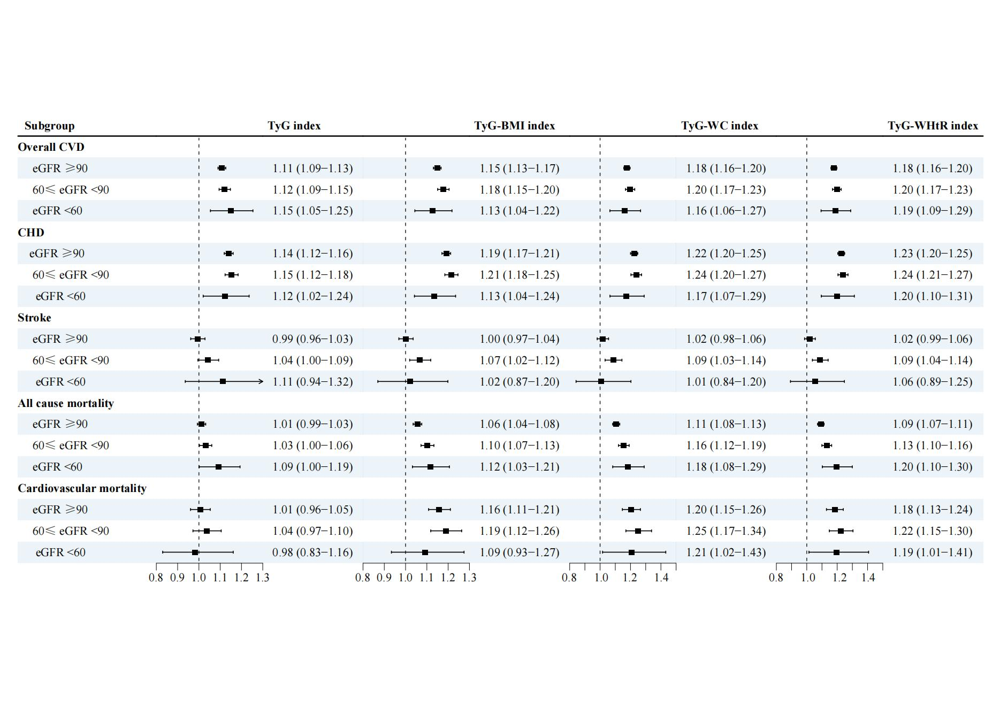 Subgroup TyG index TyG-BMI index TyG-WC index TyG-WHtR index
Overall CVD
eGFR ≥90 1.11 (1.09−1.13) 1.15 (1.13−1.17) 1.18 (1.16−1.20) 1.18 (1.16−1.20)
60≤ eGFR <90 1.12 (1.09−1.15) 1.18 (1.15−1.20) 1.20 (1.17−1.23) 1.20 (1.17−1.23)
eGFR <60 1.15 (1.05−1.25) 1.13 (1.04−1.22) 1.16 (1.06−1.27) 1.19 (1.09−1.29)
CHD
eGFR ≥90 1.14 (1.12−1.16) 1.19 (1.17−1.21) 1.22 (1.20−1.25) 1.23 (1.20−1.25)
60≤ eGFR <90 1.15 (1.12−1.18) 1.21 (1.18−1.25) 1.24 (1.20−1.27) 1.24 (1.21−1.27)
eGFR <60 1.12 (1.02−1.24) 1.13 (1.04−1.24) 1.17 (1.07−1.29) 1.20 (1.10−1.31)
Stroke
eGFR ≥90 0.99 (0.96−1.03) 1.00 (0.97−1.04) 1.02 (0.98−1.06) 1.02 (0.99−1.06)
60≤ eGFR <90 1.04 (1.00−1.09) 1.07 (1.02−1.12) 1.09 (1.03−1.14) 1.09 (1.04−1.14)
eGFR <60 1.11 (0.94−1.32) 1.02 (0.87−1.20) 1.01 (0.84−1.20) 1.06 (0.89−1.25)
All cause mortality
eGFR ≥90 1.01 (0.99−1.03) 1.06 (1.04−1.08) 1.11 (1.08−1.13) 1.09 (1.07−1.11)
60≤ eGFR <90 1.03 (1.00−1.06) 1.10 (1.07−1.13) 1.16 (1.12−1.19) 1.13 (1.10−1.16)
eGFR <60 1.09 (1.00−1.19) 1.12 (1.03−1.21) 1.18 (1.08−1.29) 1.20 (1.10−1.30)
Cardiovascular mortality
eGFR ≥90 1.01 (0.96−1.05) 1.16 (1.11−1.21) 1.20 (1.15−1.26) 1.18 (1.13−1.24)
60≤ eGFR <90 1.04 (0.97−1.10) 1.19 (1.12−1.26) 1.25 (1.17−1.34) 1.22 (1.15−1.30)
eGFR <60 0.98 (0.83−1.16) 1.09 (0.93−1.27) 1.21 (1.02−1.43) 1.19 (1.01−1.41)
0.8 0.9 1.0 1.1 1.2 1.3 0.8 0.9 1.0 1.1 1.2 1.3 0.8 1.0 1.2 1.4 0.8 1.0 1.2 1.4